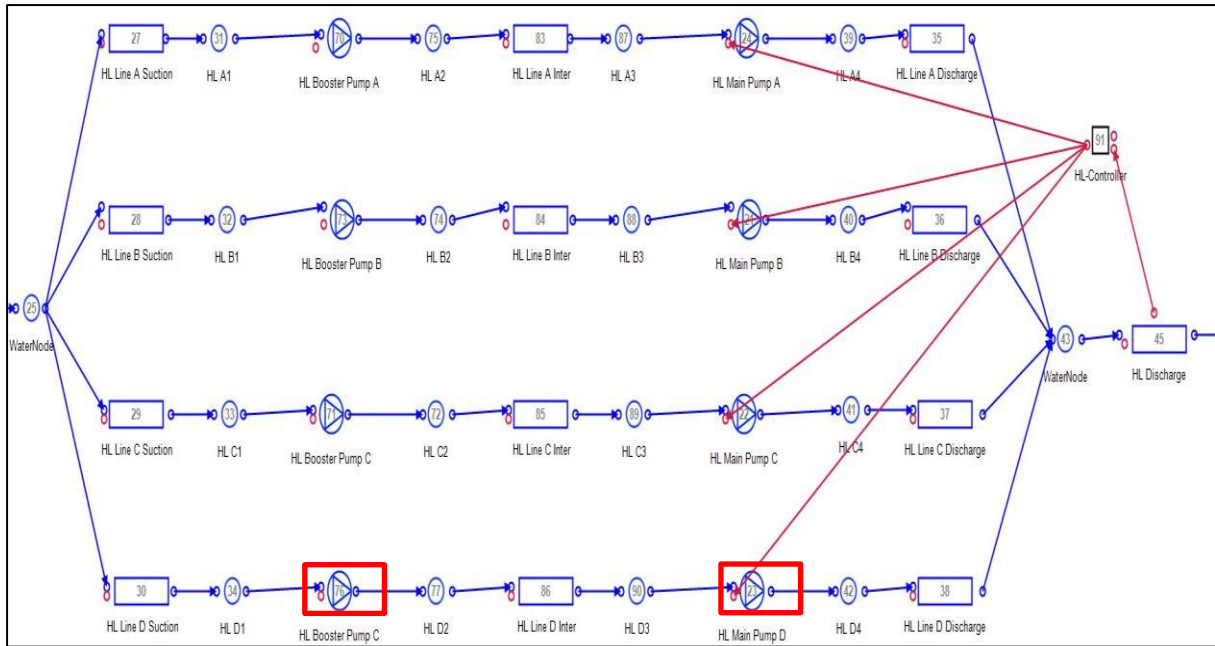 27 31 70 75 83 87 24 39 35
HL Line A Suction HL A1 HL Booster Pump A HL A2 HL Line A Inter HL A3 HL Main Pump A HL A4 HL Line A Discharge
91
HL-Controller
28 32 73 74 84 88 21 40 36
HL Line B Suction HL B1 HL Booster Pump B HL B2 HL Line B Inter HL B3 HL Main Pump B HL B4 HL Line B Discharge
25
WaterNode
43 45
WaterNode HL Discharge
29 33 71 72 85 89 22 41 37
HL Line C Suction HL C1 HL Booster Pump C HL C2 HL Line C Inter HL C3 HL Main Pump C HL C4 HL Line C Discharge
30 34 76 77 86 90 23 42 38
HL Line D Suction HL D1 HL Booster Pump C HL D2 HL Line D Inter HL D3 HL Main Pump D HL D4 HL Line D Discharge